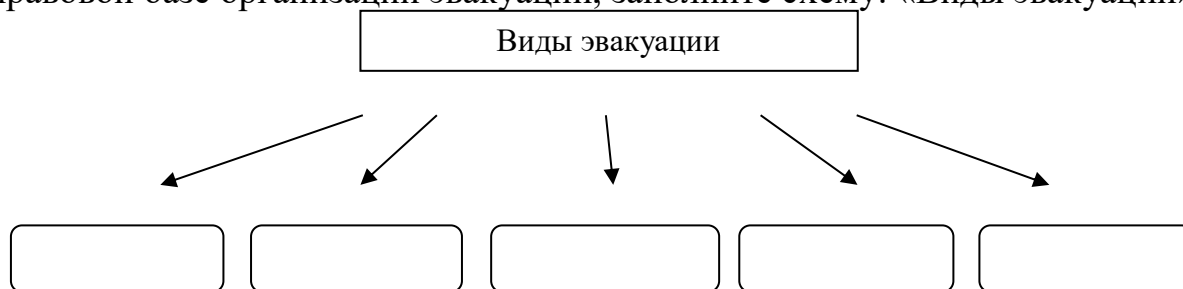 правовой базе организации эвакуации, заполните схему: «Виды эвакуации»
Виды эвакуации